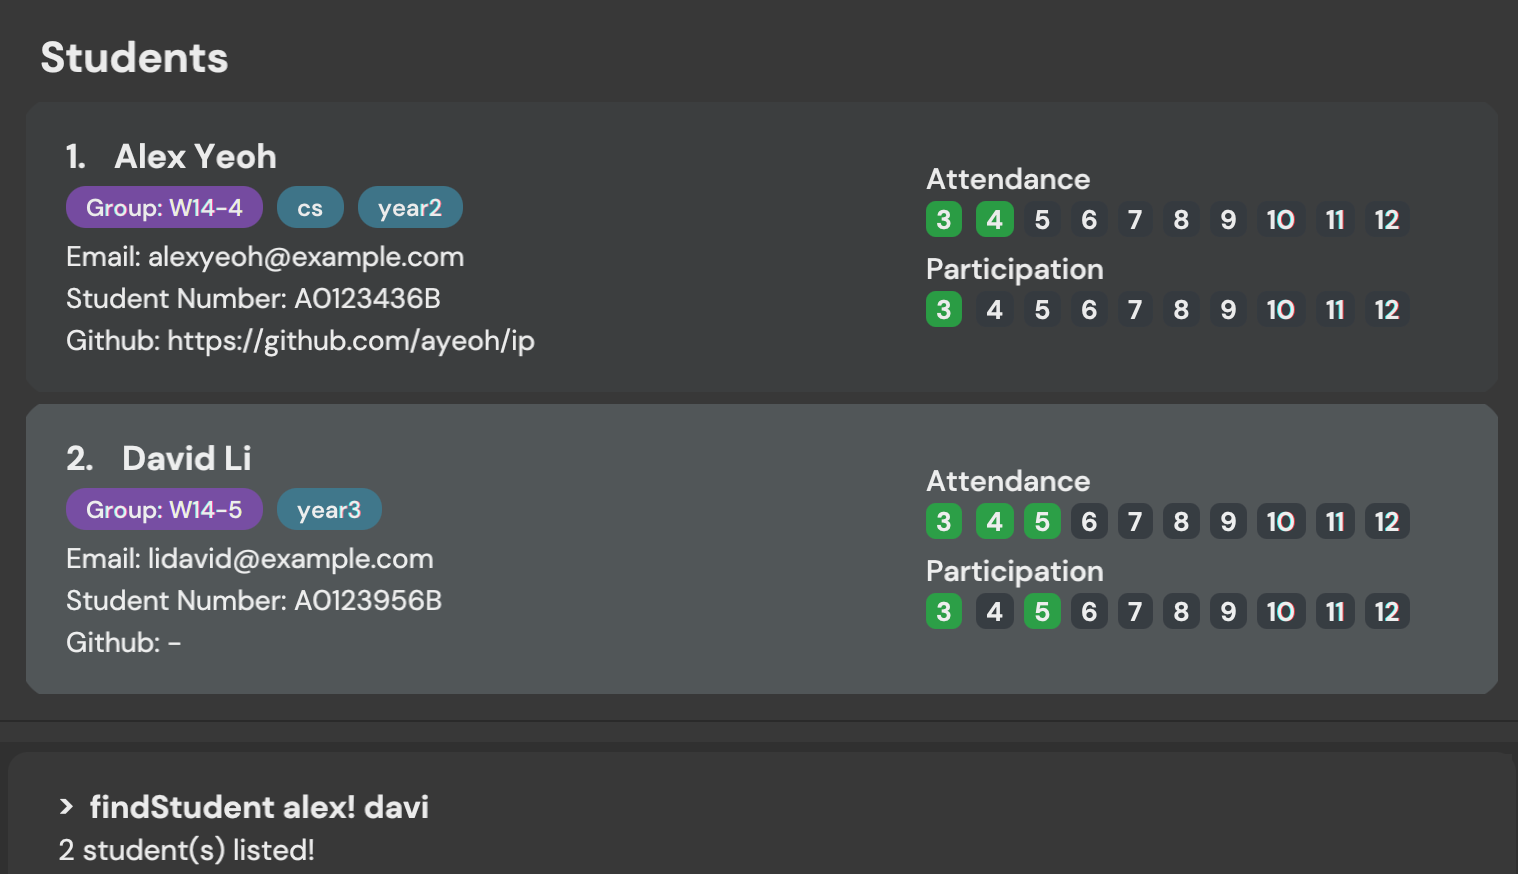 Students
1. Alex Yeoh
Group: W14-4 cs year2
Email: alexyeoh@example.com
Student Number: A0123436B
Github: https://github.com/ayeoh/ip
Attendance
3 4 5 6 7 8 9 10 11 12
Participation
3 4 5 6 7 8 9 10 11 12
2. David Li
Group: W14-5 year3
Email: lidavid@example.com
Student Number: A0123956B
Github: -
Attendance
3 4 5 6 7 8 9 10 11 12
Participation
3 4 5 6 7 8 9 10 11 12
> findStudent alex! davi
2 student(s) listed!